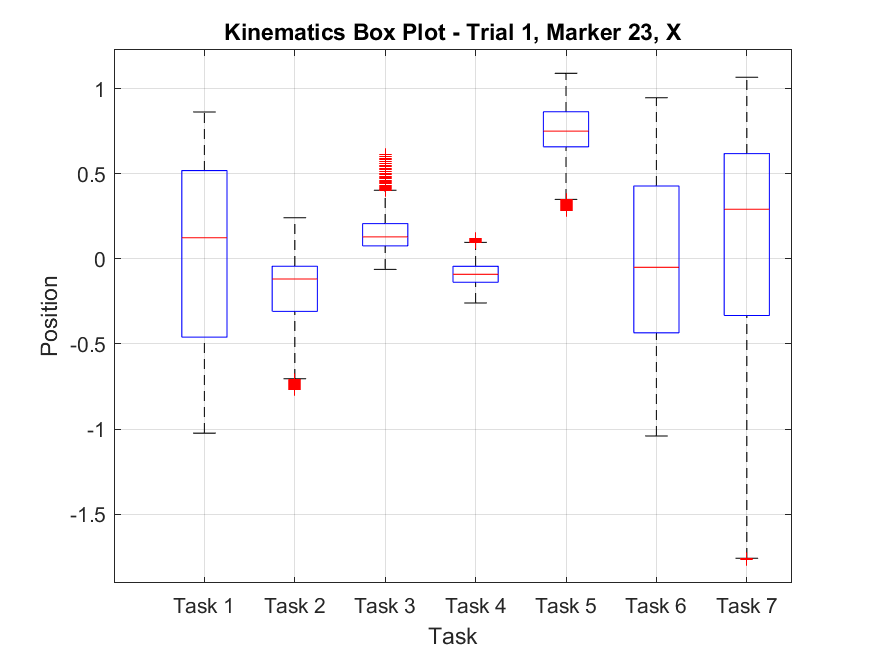 Kinematics Box Plot - Trial 1, Marker 23, X
1
0.5
0
-0.5
-1
-1.5
Position
Task 1 Task 2 Task 3 Task 4 Task 5 Task 6 Task 7
Task